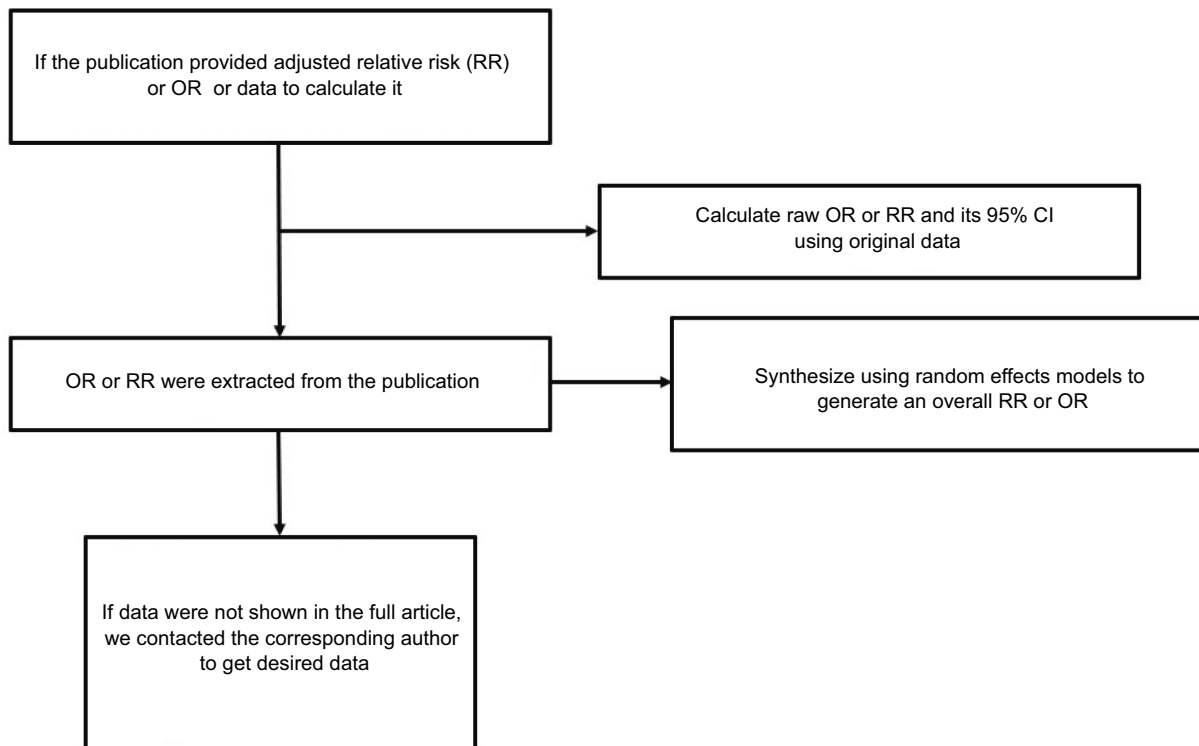 If the publication provided adjusted relative risk (RR)
or OR or data to calculate it
Calculate raw OR or RR and its 95% CI
using original data
OR or RR were extracted from the publication
Synthesize using random effects models to
generate an overall RR or OR
If data were not shown in the full article,
we contacted the corresponding author
to get desired data